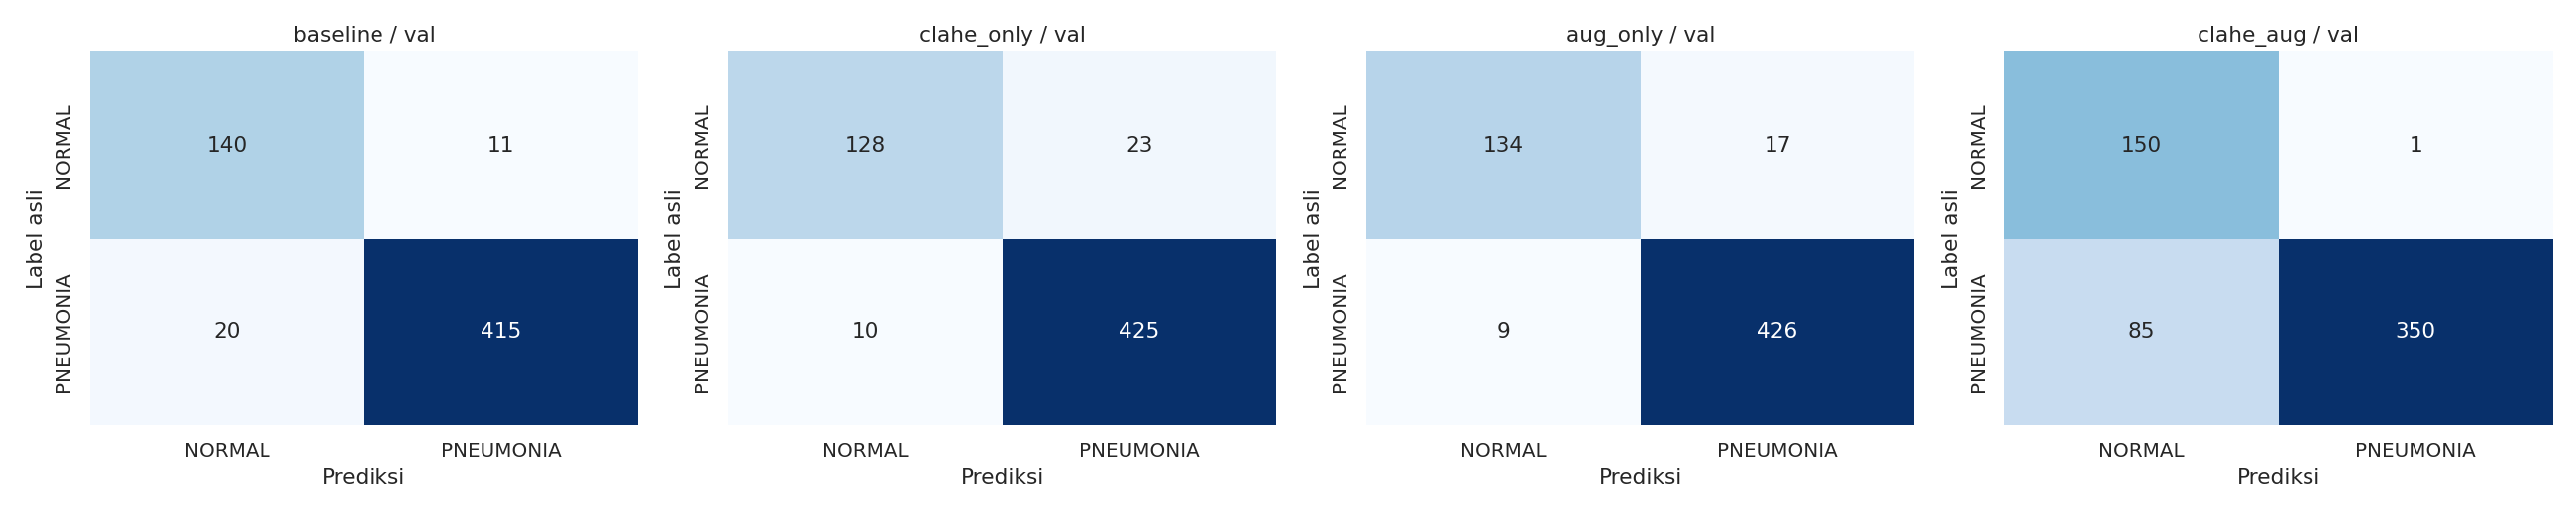 baseline / val
Label asli
NORMAL
PNEUMONIA
140
11
20
415
NORMAL
PNEUMONIA
Prediksi
clahe_only / val
Label asli
NORMAL
PNEUMONIA
128
23
10
425
NORMAL
PNEUMONIA
Prediksi
aug_only / val
Label asli
NORMAL
PNEUMONIA
134
17
9
426
NORMAL
PNEUMONIA
Prediksi
clahe_aug / val
Label asli
NORMAL
PNEUMONIA
150
1
85
350
NORMAL
PNEUMONIA
Prediksi